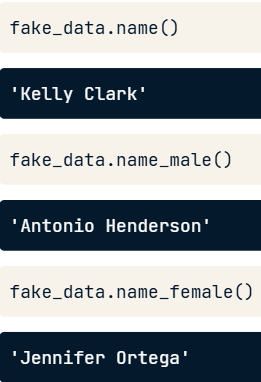 fake_data.name()
'Kelly Clark'
fake_data.name_male()
'Antonio Henderson'
fake_data.name_female()
'Jennifer Ortega'